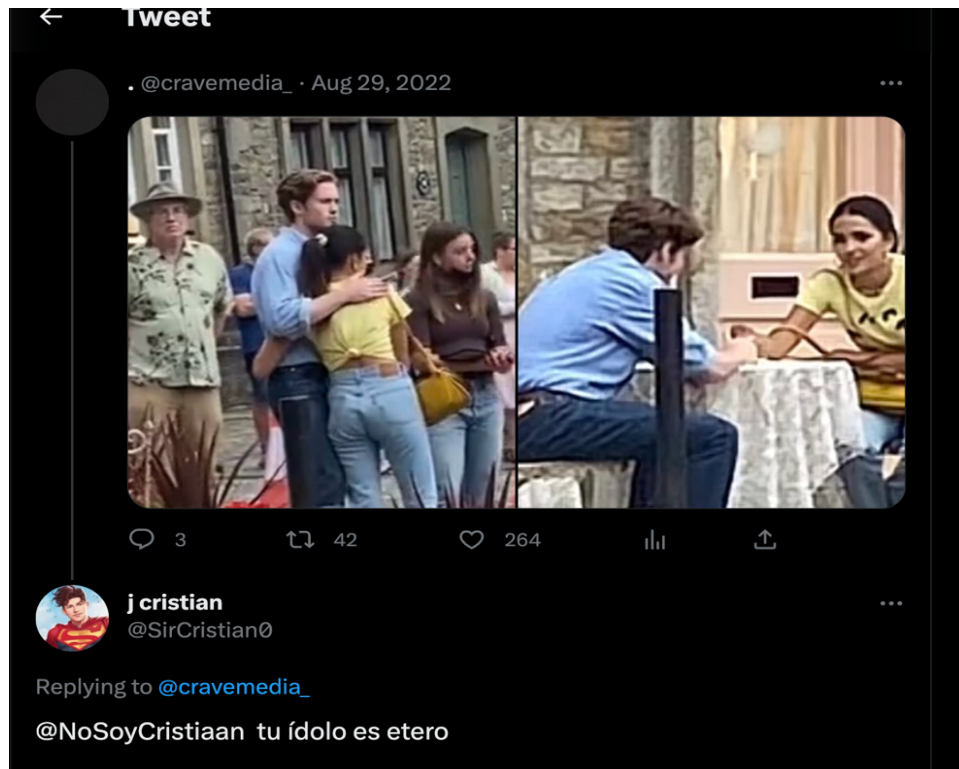 Tweet
. @cravemedia_ · Aug 29, 2022
3 42 264
j cristian
@SirCristian0
Replying to @cravemedia_
@NoSoyCristiaan tu ídolo es etero